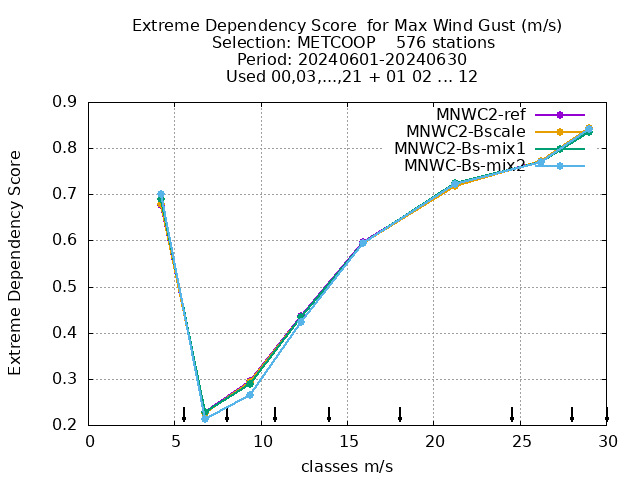 Extreme Dependency Score  for Max Wind Gust (m/s)
Selection: METCOOP    576 stations
Period: 20240601-20240630
Used 00,03,...,21 + 01 02 ... 12
Extreme Dependency Score
0.9
0.8
0.7
0.6
0.5
0.4
0.3
0.2
MNWC2-ref
MNWC2-Bscale
MNWC2-Bs-mix1
MNWC-Bs-mix2
0 5 10 15 20 25 30
classes m/s